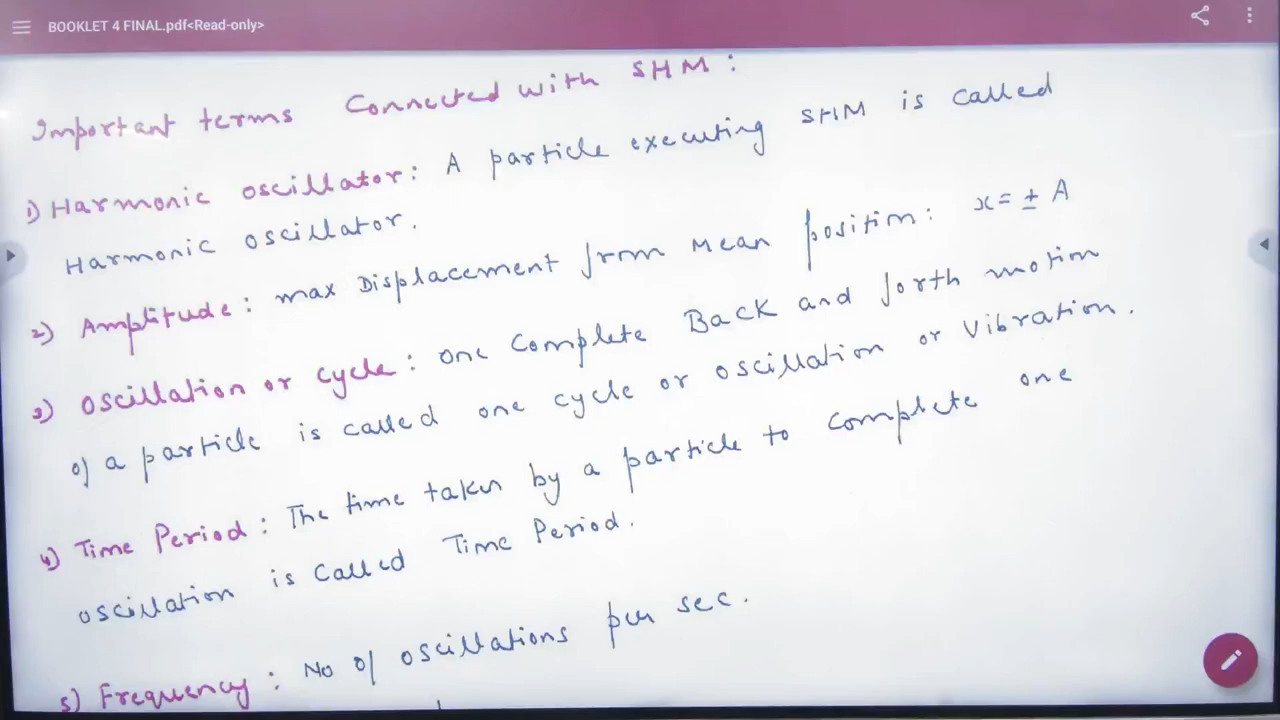 BOOKLET 4 FINAL.pdf<Read-only>
Important terms Connected with SHM :
1) Harmonic oscillator : A particle executing SHM is called
Harmonic oscillator.
2) Amplitude : max Displacement from Mean position : x = ± A
3) Oscillation or cycle : one Complete Back and forth motion
of a particle is called one cycle or oscillation or Vibration.
4) Time Period : The time taken by a particle to complete one
oscillation is called Time Period.
5) Frequency : No of oscillations per sec.